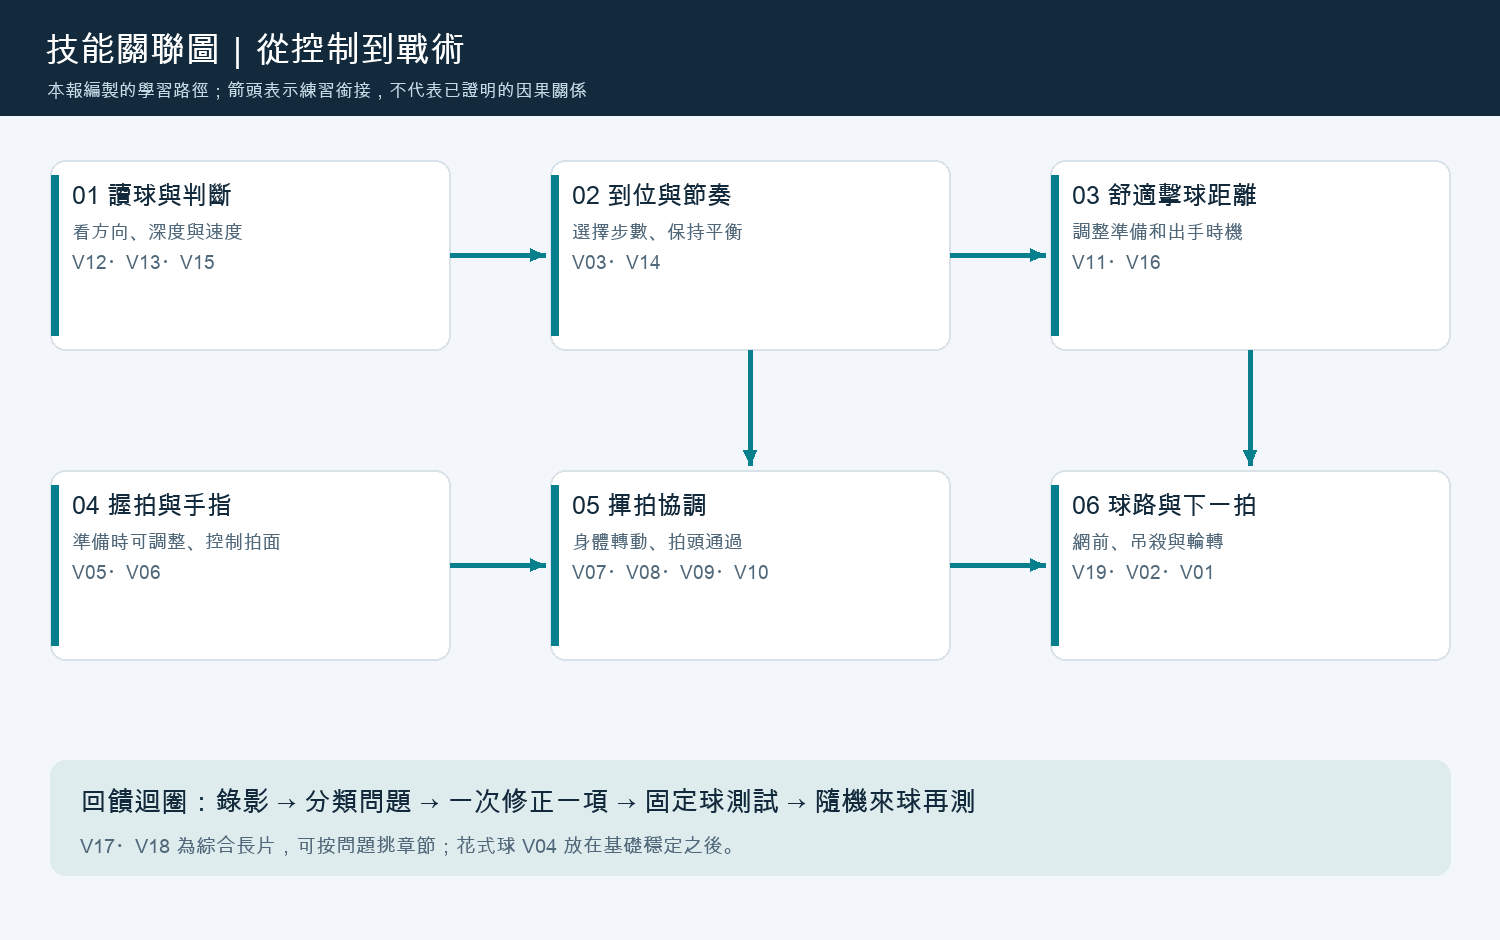 技能關聯圖｜從控制到戰術
本報編製的學習路徑；箭頭表示練習銜接，不代表已證明的因果關係
01 讀球與判斷
看方向、深度與速度
V12· V13· V15
02 到位與節奏
選擇步數、保持平衡
V03· V14
03 舒適擊球距離
調整準備和出手時機
V11· V16
04 握拍與手指
準備時可調整、控制拍面
V05· V06
05 揮拍協調
身體轉動、拍頭通過
V07· V08· V09· V10
06 球路與下一拍
網前、吊殺與輪轉
V19· V02· V01
回饋迴圈：錄影→分類問題→一次修正一項→固定球測試→隨機來球再測
V17· V18 為綜合長片，可按問題挑章節；花式球 V04 放在基礎穩定之後。